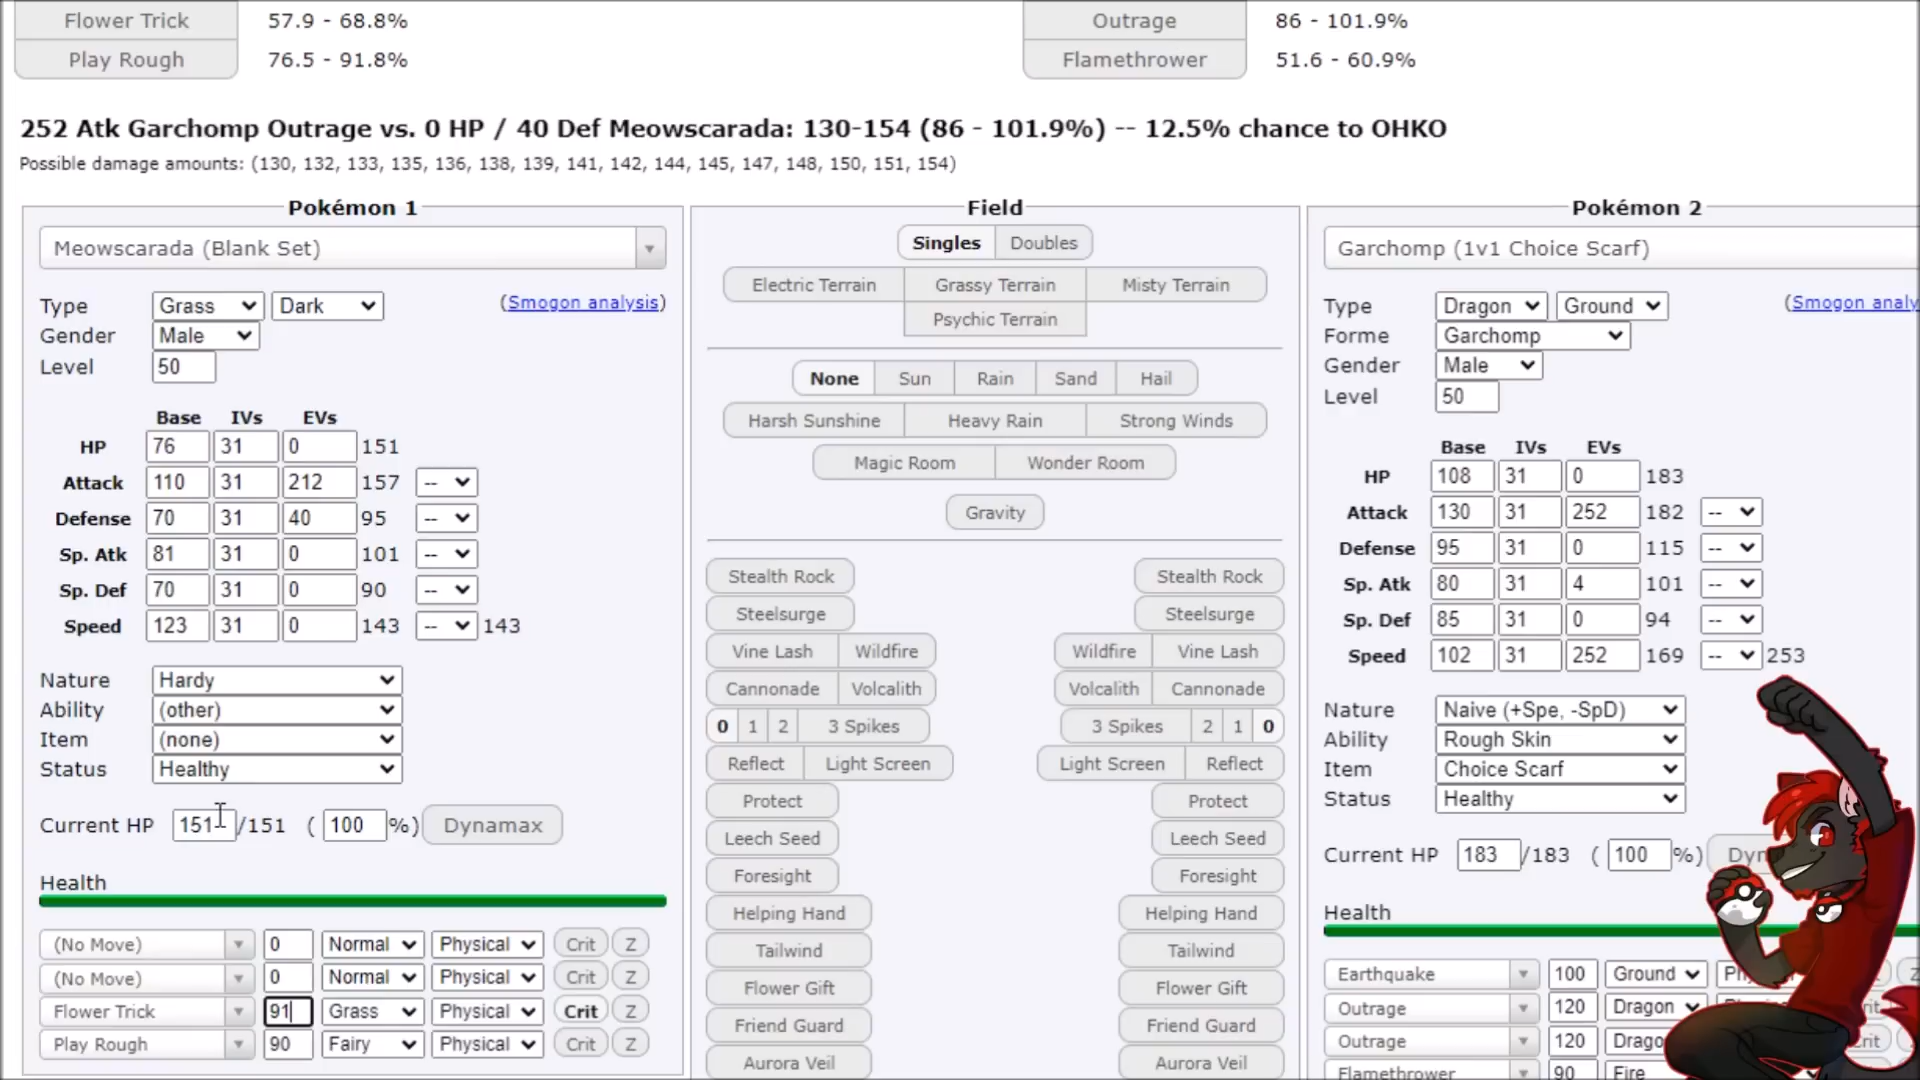 Flower Trick 57.9 - 68.8% Outrage 86 - 101.9%
Play Rough 76.5 - 91.8% Flamethrower 51.6 - 60.9%
252 Atk Garchomp Outrage vs. 0 HP / 40 Def Meowscarada: 130-154 (86 - 101.9%) -- 12.5% chance to OHKO
Possible damage amounts: (130, 132, 133, 135, 136, 138, 139, 141, 142, 144, 145, 147, 148, 150, 151, 154)
Pokémon 1
Meowscarada (Blank Set)
Type Grass Dark (Smogon analysis)
Gender Male
Level 50
Base IVs EVs
HP 76 31 0 151
Attack 110 31 212 157 --
Defense 70 31 40 95 --
Sp. Atk 81 31 0 101 --
Sp. Def 70 31 0 90 --
Speed 123 31 0 143 -- 143
Nature Hardy
Ability (other)
Item (none)
Status Healthy
Current HP 151 /151 ( 100 %) Dynamax
Health
(No Move) 0 Normal Physical Crit Z
(No Move) 0 Normal Physical Crit Z
Flower Trick 91 Grass Physical Crit Z
Play Rough 90 Fairy Physical Crit Z
Field
Singles Doubles
Electric Terrain Grassy Terrain Misty Terrain
Psychic Terrain
None Sun Rain Sand Hail
Harsh Sunshine Heavy Rain Strong Winds
Magic Room Wonder Room
Gravity
Stealth Rock Stealth Rock
Steelsurge Steelsurge
Vine Lash Wildfire Wildfire Vine Lash
Cannonade Volcalith Volcalith Cannonade
0 1 2 3 Spikes 3 Spikes 2 1 0
Reflect Light Screen Light Screen Reflect
Protect Protect
Leech Seed Leech Seed
Foresight Foresight
Helping Hand Helping Hand
Tailwind Tailwind
Flower Gift Flower Gift
Friend Guard Friend Guard
Aurora Veil Aurora Veil
Pokémon 2
Garchomp (1v1 Choice Scarf)
Type Dragon Ground (Smogon analy
Forme Garchomp
Gender Male
Level 50
Base IVs EVs
HP 108 31 0 183
Attack 130 31 252 182 --
Defense 95 31 0 115 --
Sp. Atk 80 31 4 101 --
Sp. Def 85 31 0 94 --
Speed 102 31 252 169 -- 253
Nature Naive (+Spe, -SpD)
Ability Rough Skin
Item Choice Scarf
Status Healthy
Current HP 183 /183 ( 100 %) Dyn
Health
Earthquake 100 Ground
Outrage 120 Dragon
Outrage 120 Drago
Flamethrower 90 Fire